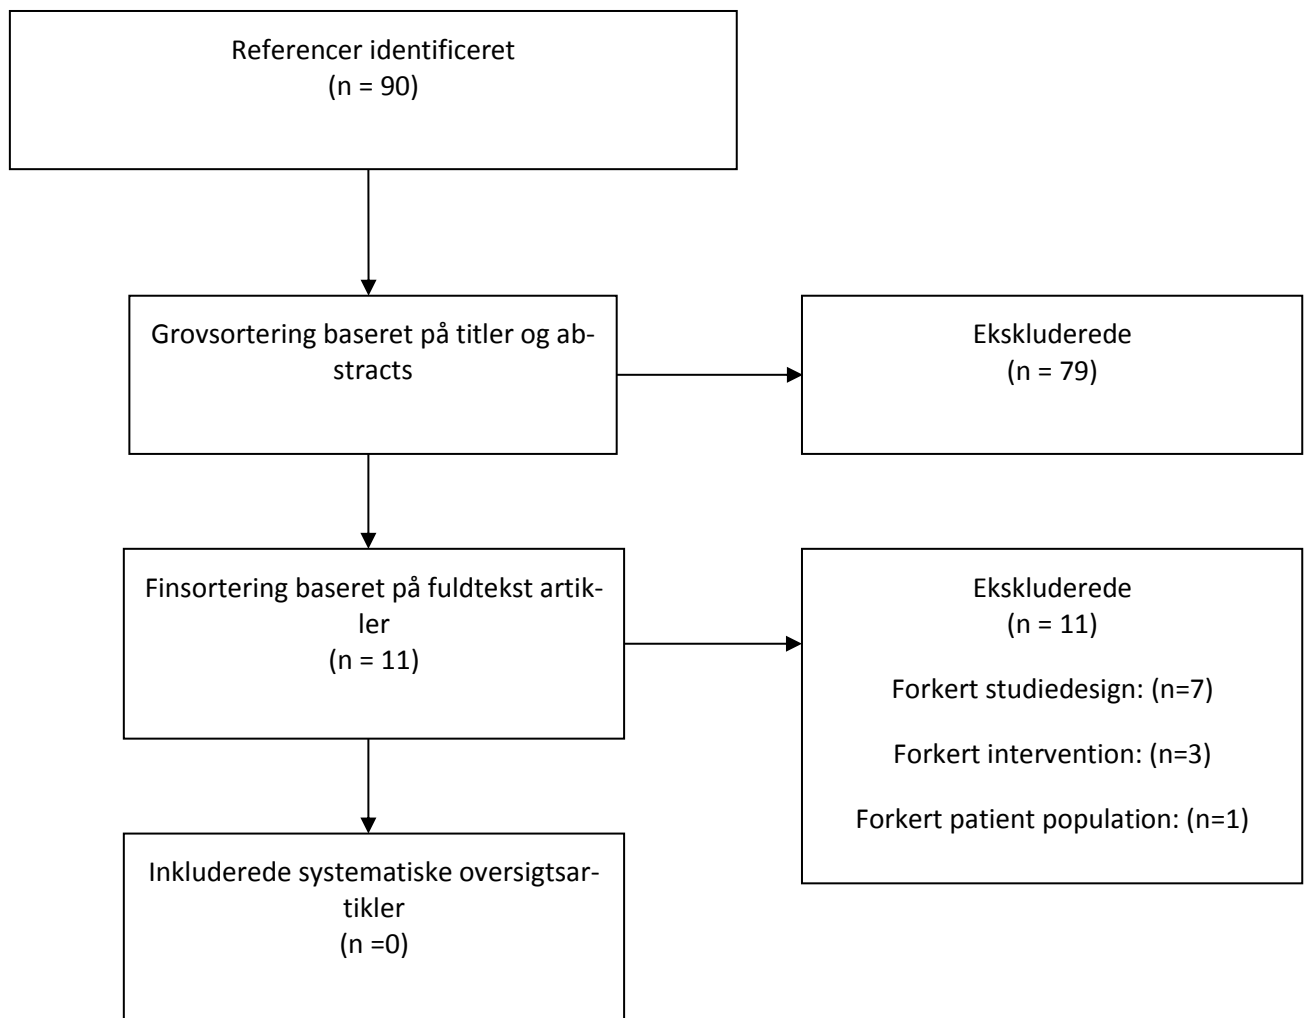 Referencer identificeret
(n = 90)
Grovsortering baseret på titler og ab-
stracts
Ekskluderede
(n = 79)
Finsortering baseret på fuldtekst artik-
ler
(n = 11)
Ekskluderede
(n = 11)
Forkert studiedesign: (n=7)
Forkert intervention: (n=3)
Forkert patient population: (n=1)
Inkluderede systematiske oversigtsar-
tikler
(n =0)